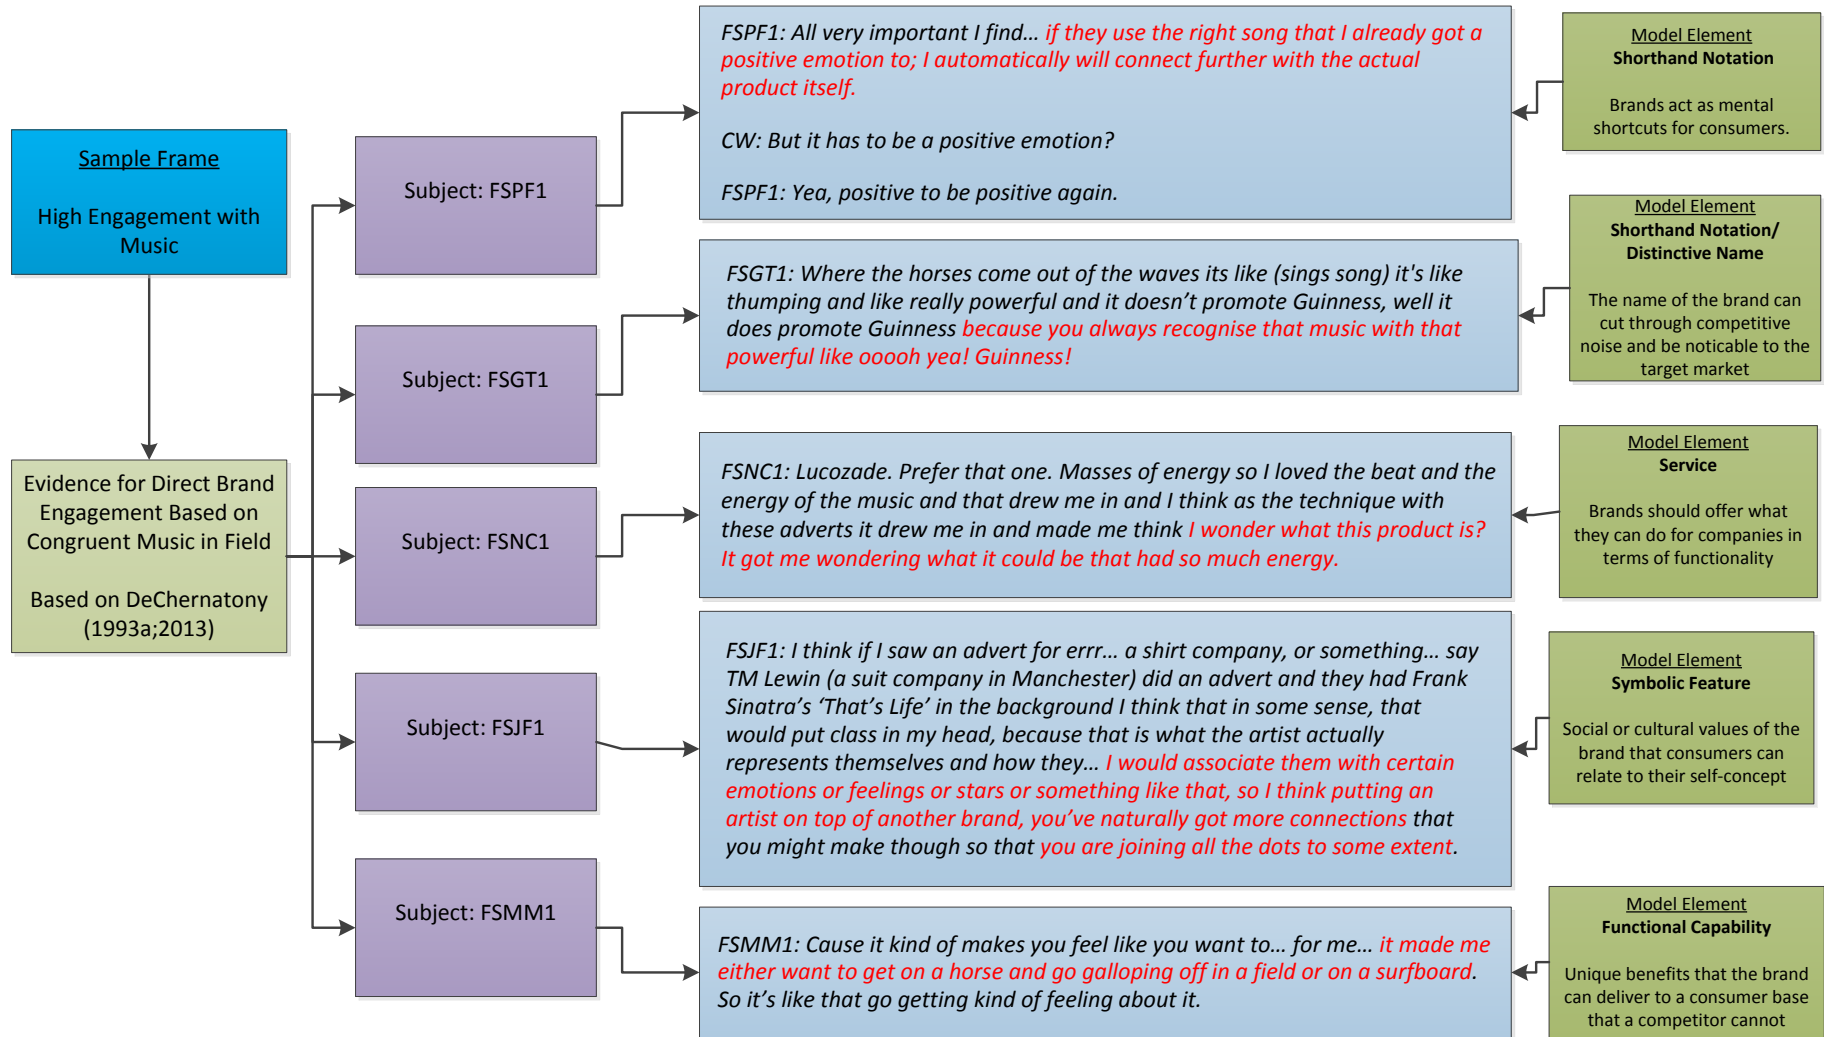 Sample Frame
High Engagement with
Music
Evidence for Direct Brand
Engagement Based on
Congruent Music in Field
Based on DeChernatony
(1993a;2013)
Subject: FSPF1
Subject: FSGT1
Subject: FSNC1
Subject: FSJF1
Subject: FSMM1
FSPF1: All very important I find… if they use the right song that I already got a
positive emotion to; I automatically will connect further with the actual
product itself.
CW: But it has to be a positive emotion?
FSPF1: Yea, positive to be positive again.
FSGT1: Where the horses come out of the waves its like (sings song) it's like
thumping and like really powerful and it doesn’t promote Guinness, well it
does promote Guinness because you always recognise that music with that
powerful like ooooh yea! Guinness!
FSNC1: Lucozade. Prefer that one. Masses of energy so I loved the beat and the
energy of the music and that drew me in and I think as the technique with
these adverts it drew me in and made me think I wonder what this product is?
It got me wondering what it could be that had so much energy.
FSJF1: I think if I saw an advert for errr… a shirt company, or something… say
TM Lewin (a suit company in Manchester) did an advert and they had Frank
Sinatra’s ‘That’s Life’ in the background I think that in some sense, that
would put class in my head, because that is what the artist actually
represents themselves and how they… I would associate them with certain
emotions or feelings or stars or something like that, so I think putting an
artist on top of another brand, you’ve naturally got more connections that
you might make though so that you are joining all the dots to some extent.
FSMM1: Cause it kind of makes you feel like you want to… for me… it made me
either want to get on a horse and go galloping off in a field or on a surfboard.
So it’s like that go getting kind of feeling about it.
Model Element
Shorthand Notation
Brands act as mental
shortcuts for consumers.
Model Element
Shorthand Notation/
Distinctive Name
The name of the brand can
cut through competitive
noise and be noticable to the
target market
Model Element
Service
Brands should offer what
they can do for companies in
terms of functionality
Model Element
Symbolic Feature
Social or cultural values of the
brand that consumers can
relate to their self-concept
Model Element
Functional Capability
Unique benefits that the brand
can deliver to a consumer base
that a competitor cannot